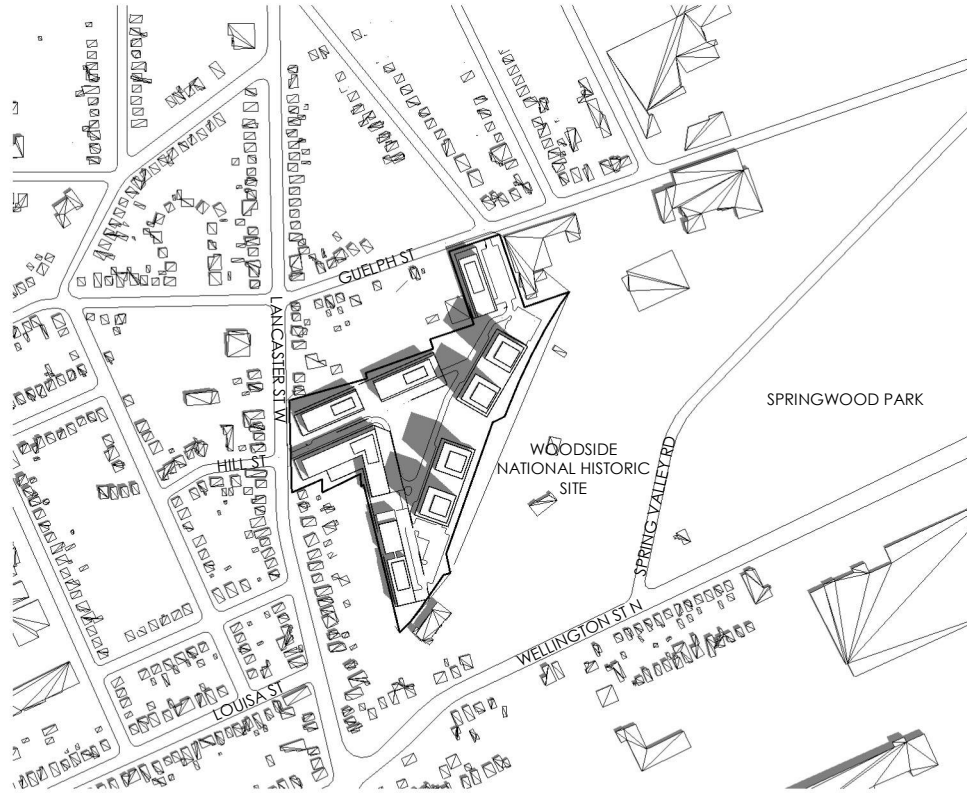 GUELPH ST
LANCASTER ST W
SPRINGWOOD PARK
WOODSIDE
NATIONAL HISTORIC
SITE
HILL ST
SPRING VALLEY RD
WELLINGTON ST N
LOUISA ST